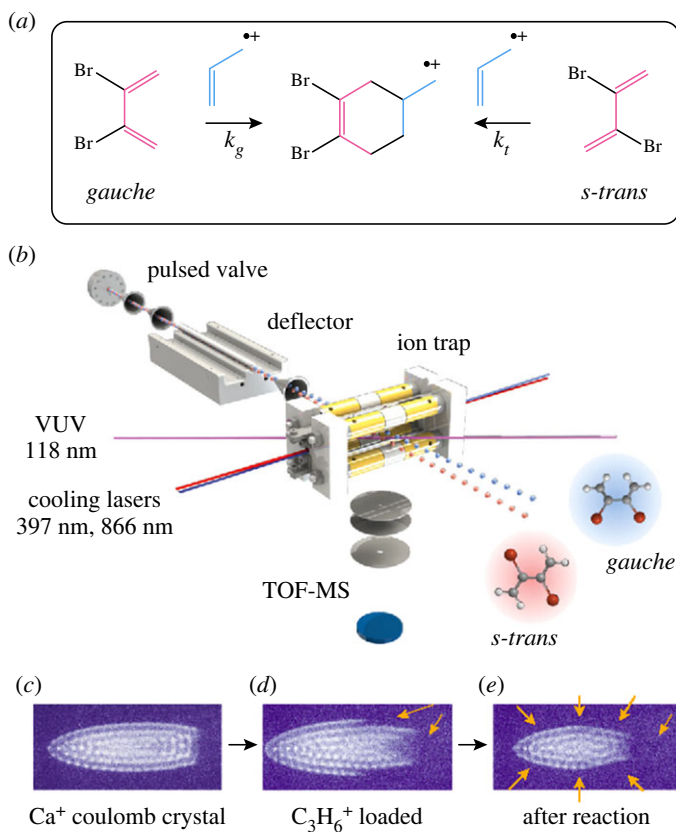 (a)
•+
•+
•+
Br
Br
Br
Br
Br
Br
k_g
k_t
gauche
s-trans
(b)
pulsed valve
deflector
ion trap
VUV
118 nm
cooling lasers
397 nm, 866 nm
TOF-MS
gauche
s-trans
(c)
(d)
(e)
Ca⁺ coulomb crystal
C₃H₆⁺ loaded
after reaction